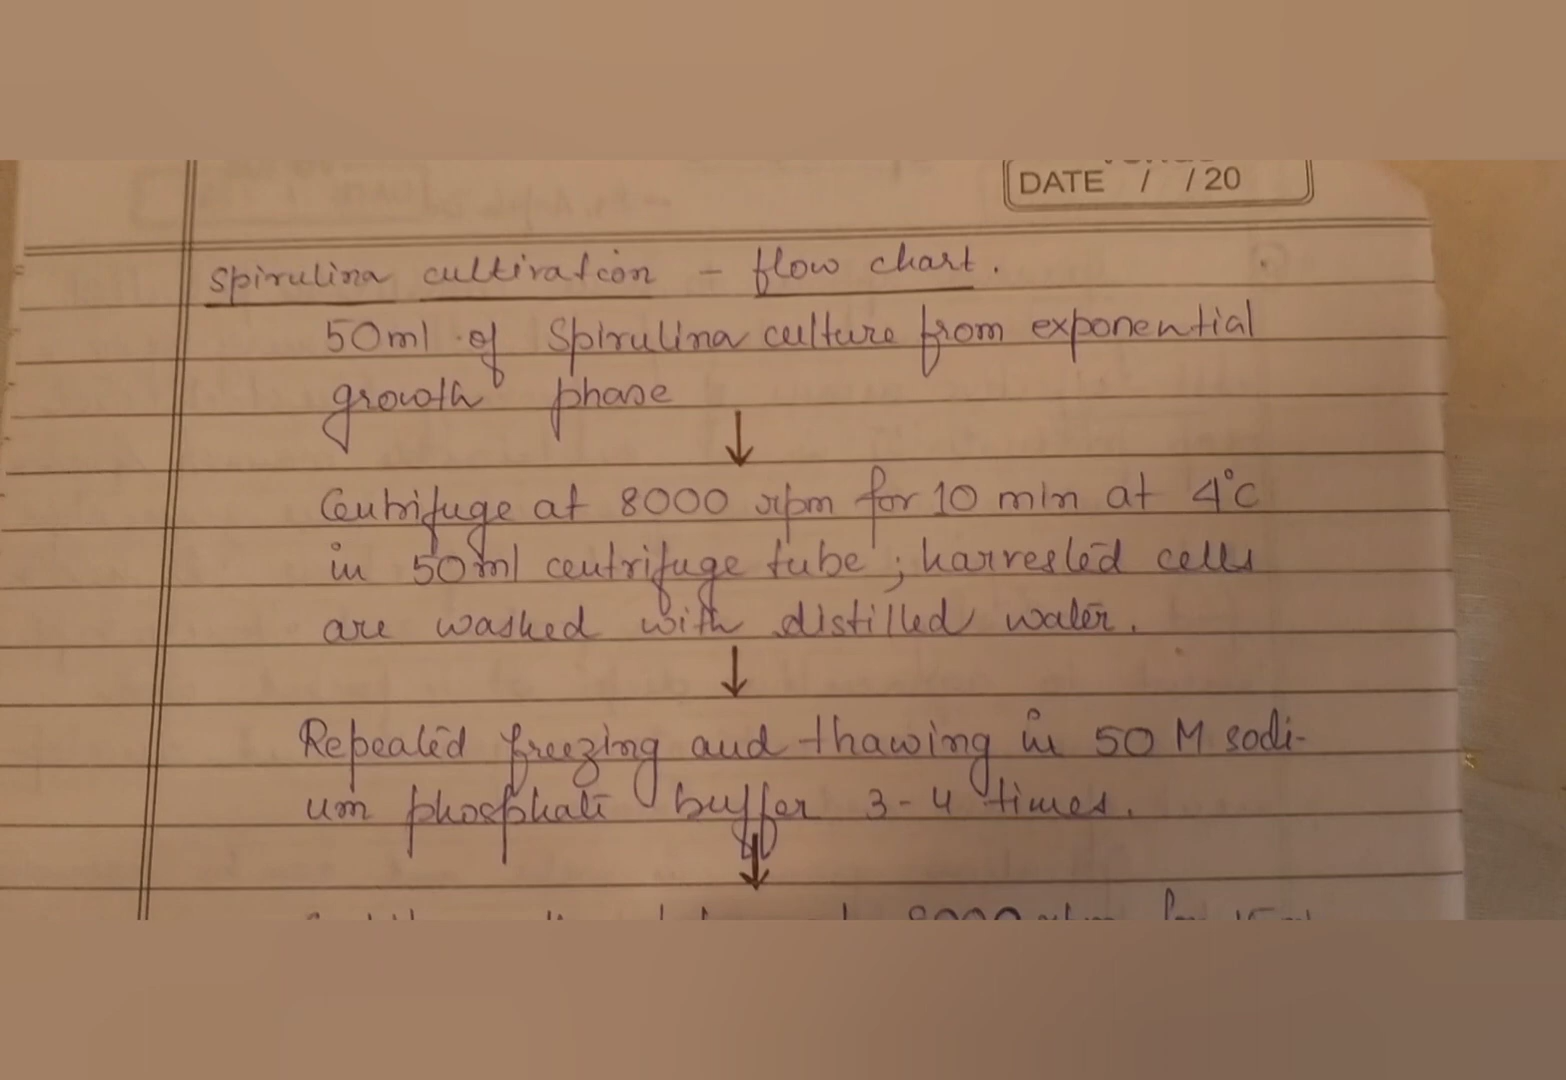 DATE / / 20
Spirulina cultivation - flow chart.
50ml of Spirulina culture from exponential
growth phase
↓
Centrifuge at 8000 rpm for 10 min at 4°C
in 50ml centrifuge tube ; harvested cells
are washed with distilled water.
↓
Repeated freezing and thawing in 50 M sodi-
um phosphate buffer 3-4 times.
↓